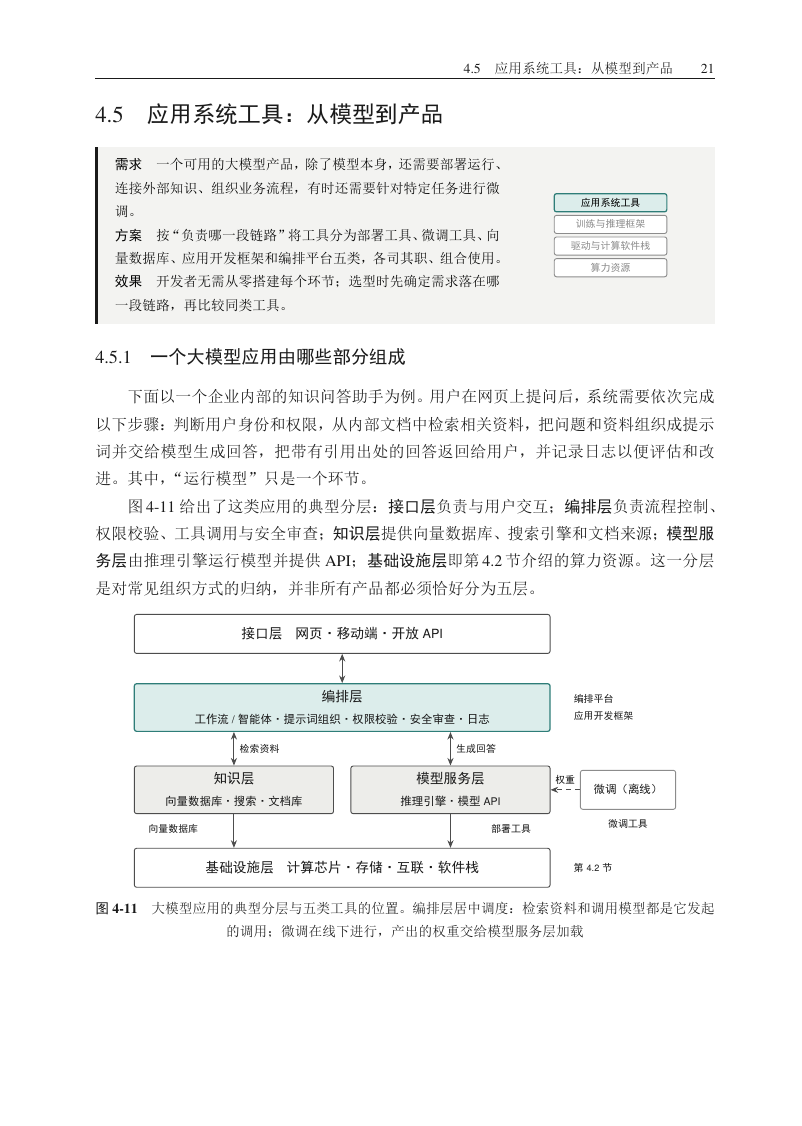 4.5 应用系统工具：从模型到产品 21
4.5 应用系统工具：从模型到产品
需求 一个可用的大模型产品，除了模型本身，还需要部署运行、
连接外部知识、组织业务流程，有时还需要针对特定任务进行微
调。
方案 按“负责哪一段链路”将工具分为部署工具、微调工具、向
量数据库、应用开发框架和编排平台五类，各司其职、组合使用。
效果 开发者无需从零搭建每个环节；选型时先确定需求落在哪
一段链路，再比较同类工具。
应用系统工具
训练与推理框架
驱动与计算软件栈
算力资源
4.5.1 一个大模型应用由哪些部分组成
下面以一个企业内部的知识问答助手为例。用户在网页上提问后，系统需要依次完成
以下步骤：判断用户身份和权限，从内部文档中检索相关资料，把问题和资料组织成提示
词并交给模型生成回答，把带有引用出处的回答返回给用户，并记录日志以便评估和改
进。其中，“运行模型”只是一个环节。
图 4-11 给出了这类应用的典型分层：接口层负责与用户交互；编排层负责流程控制、
权限校验、工具调用与安全审查；知识层提供向量数据库、搜索引擎和文档来源；模型服
务层由推理引擎运行模型并提供 API；基础设施层即第 4.2 节介绍的算力资源。这一分层
是对常见组织方式的归纳，并非所有产品都必须恰好分为五层。
接口层 网页・移动端・开放 API
编排层
工作流 / 智能体・提示词组织・权限校验・安全审查・日志
编排平台
应用开发框架
检索资料
生成回答
知识层
向量数据库・搜索・文档库
模型服务层
推理引擎・模型 API
权重
微调（离线）
微调工具
向量数据库
部署工具
基础设施层 计算芯片・存储・互联・软件栈
第 4.2 节
图 4-11 大模型应用的典型分层与五类工具的位置。编排层居中调度：检索资料和调用模型都是它发起
的调用；微调在线下进行，产出的权重交给模型服务层加载